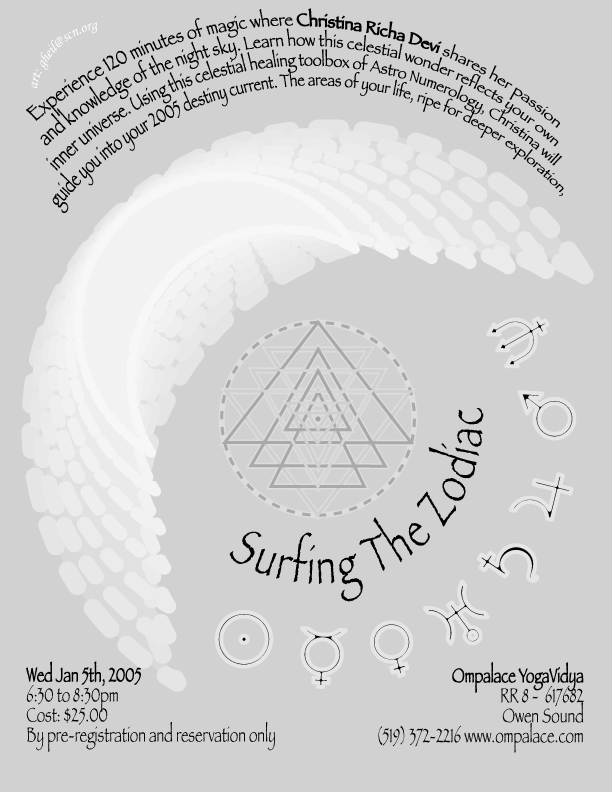 art: gheil@scn.org
Experience 120 minutes of magic where Christina Richa Devi shares her passion
and knowledge of the night sky. Learn how this celestial wonder reflects your own
inner universe. Using this celestial healing toolbox of Astro Numerology, Christina will
guide you into your 2005 destiny current. The areas of your life, ripe for deeper exploration,
Surfing The Zodiac
Wed Jan 5th, 2005
6:30 to 8:30pm
Cost: $25.00
By pre-registration and reservation only
Ompalace YogaVidya
RR 8 - 617682
Owen Sound
(519) 372-2216 www.ompalace.com